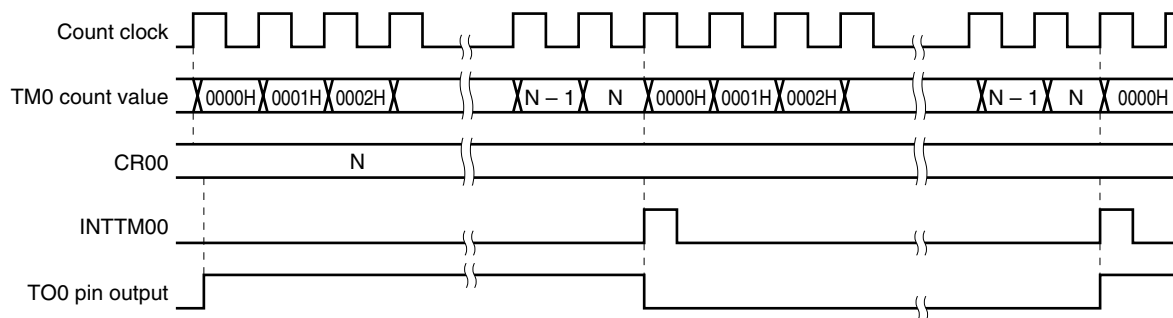 Count clock
TM0 count value 0000H 0001H 0002H N – 1 N 0000H 0001H 0002H N – 1 N 0000H
CR00 N
INTTM00
TO0 pin output